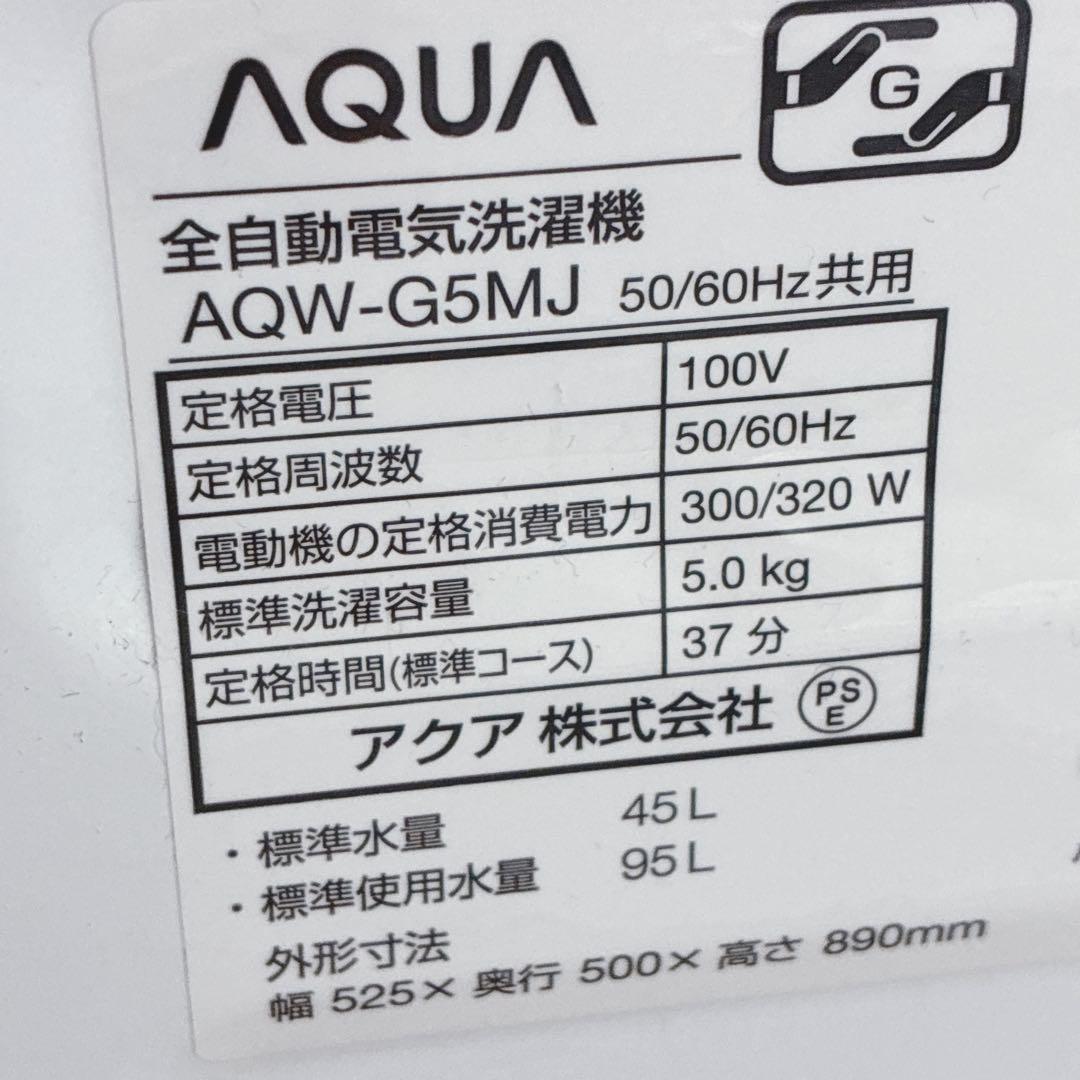 AQUA
G
全自動電気洗濯機
AQW-G5MJ 50/60Hz共用
定格電圧 100V
定格周波数 50/60Hz
電動機の定格消費電力 300/320 W
標準洗濯容量 5.0 kg
定格時間(標準コース) 37 分
アクア 株式会社 PSE
・標準水量 45L
・標準使用水量 95L
外形寸法
幅 525× 奥行 500× 高さ 890mm